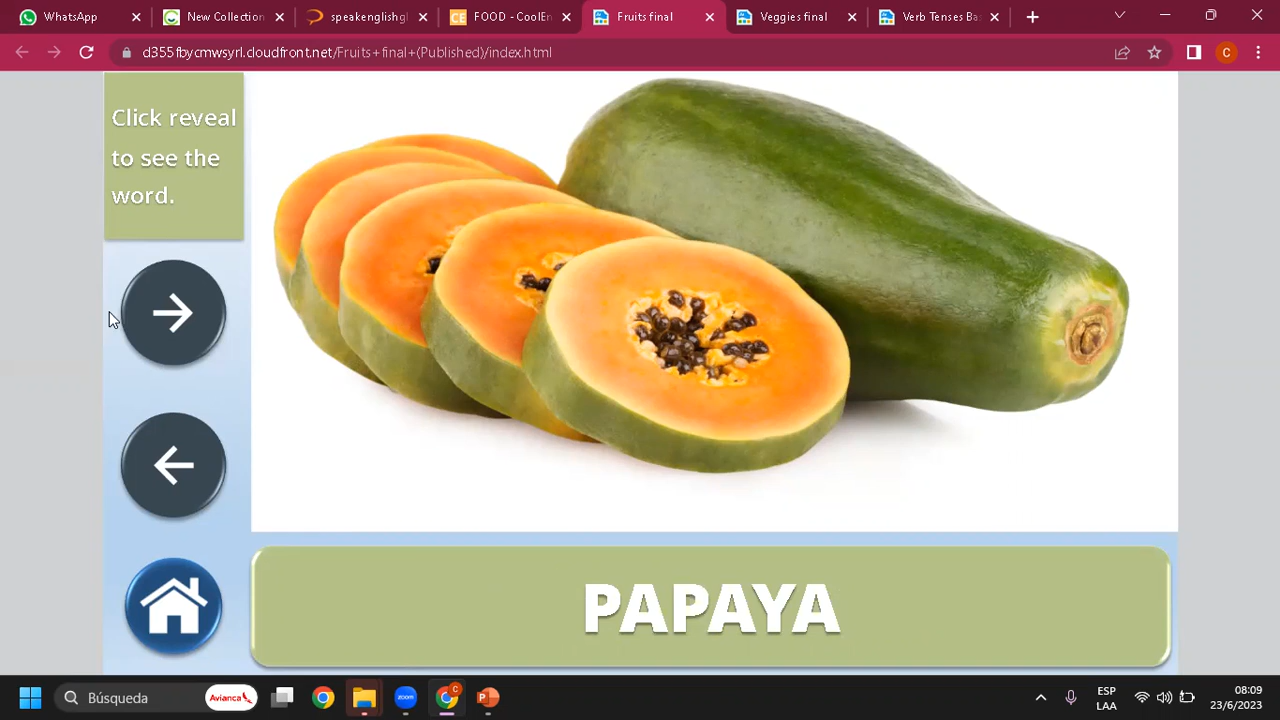 WhatsApp
New Collection
speakenglishgl
CE FOOD - CoolEn
Fruits final
Veggies final
Verb Tenses Ba
d355fbycmwsyrl.cloudfront.net/Fruits+final+(Published)/index.html
C
Click reveal
to see the
word.
PAPAYA
Búsqueda
Avianca
C
ESP
LAA
08:09
23/6/2023